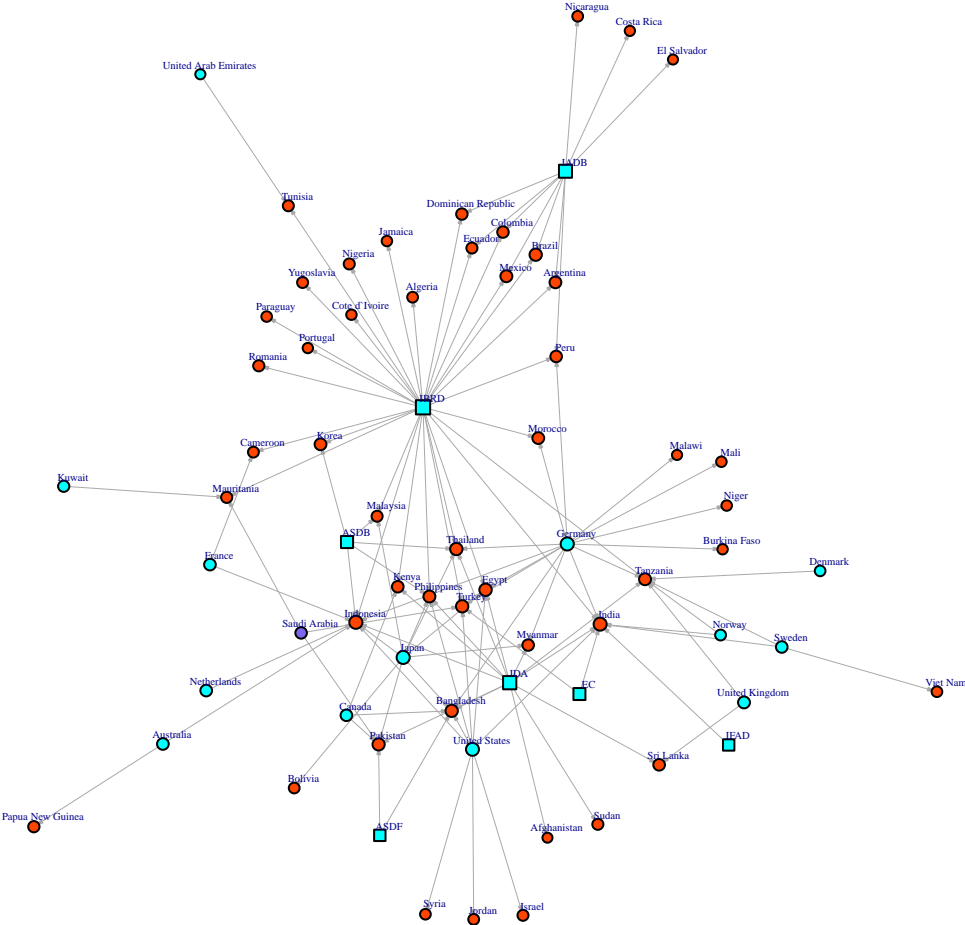 Nicaragua
Costa Rica
El Salvador
United Arab Emirates
IADB
Tunisia
Dominican Republic
Colombia
Jamaica
Ecuador
Brazil
Nigeria
Mexico
Yugoslavia
Algeria
Argentina
Paraguay
Cote d`Ivoire
Portugal
Peru
Romania
IBRD
Morocco
Korea
Cameroon
Malawi
Mali
Kuwait
Mauritania
Niger
Malaysia
ASDB
Thailand
Germany
Burkina Faso
France
Denmark
Kenya
Philippines
Egypt
Tanzania
Turkey
Indonesia
India
Saudi Arabia
Norway
Sweden
Japan
Myanmar
Netherlands
IDA
EC
Viet Nam
United Kingdom
Canada
Bangladesh
Australia
Pakistan
United States
IFAD
Sri Lanka
Bolivia
Papua New Guinea
Sudan
ASDF
Afghanistan
Syria
Jordan
Israel